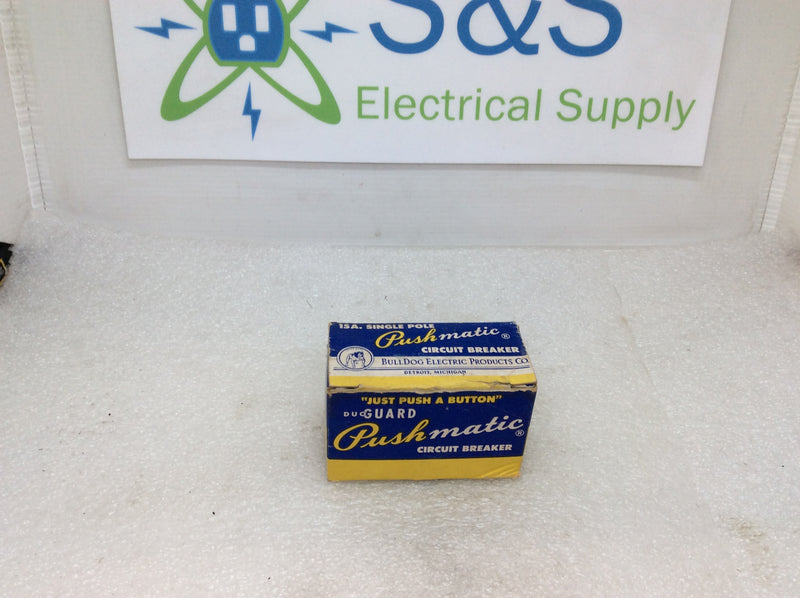 S&S
Electrical Supply
15A. SINGLE POLE
Pushmatic ®
CIRCUIT BREAKER
BULLDOG ELECTRIC PRODUCTS CO.
DETROIT, MICHIGAN
"JUST PUSH A BUTTON"
DUO GUARD
Pushmatic ®
CIRCUIT BREAKER